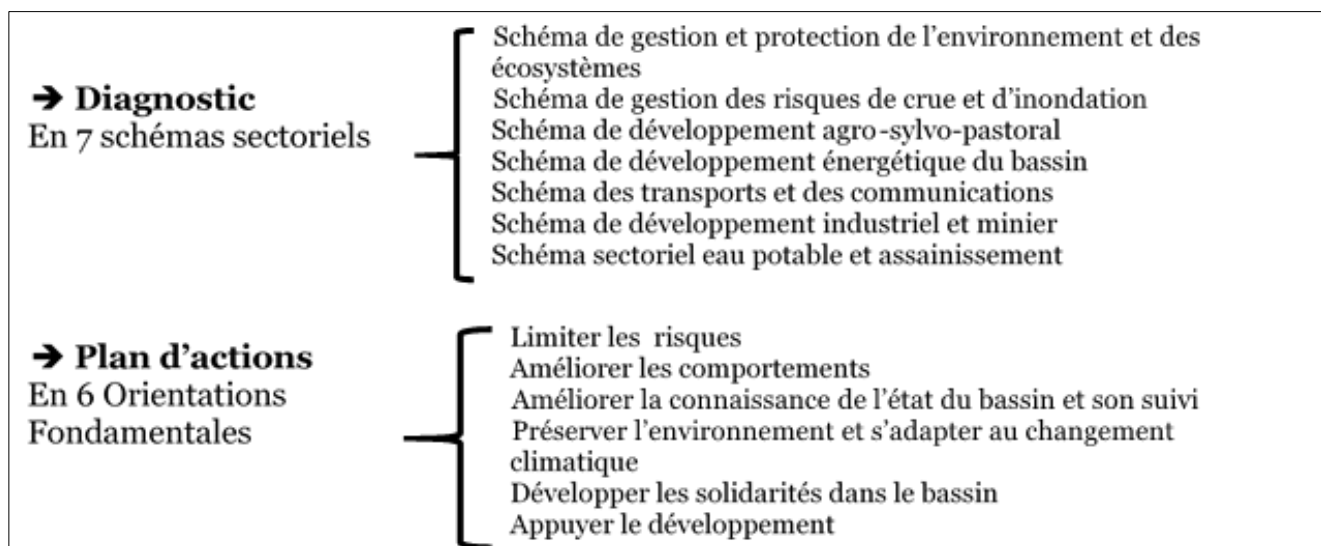 ➔ Diagnostic
En 7 schémas sectoriels
Schéma de gestion et protection de l’environnement et des
écosystèmes
Schéma de gestion des risques de crue et d’inondation
Schéma de développement agro-sylvo-pastoral
Schéma de développement énergétique du bassin
Schéma des transports et des communications
Schéma de développement industriel et minier
Schéma sectoriel eau potable et assainissement
➔ Plan d’actions
En 6 Orientations
Fondamentales
Limiter les risques
Améliorer les comportements
Améliorer la connaissance de l’état du bassin et son suivi
Préserver l’environnement et s’adapter au changement
climatique
Développer les solidarités dans le bassin
Appuyer le développement